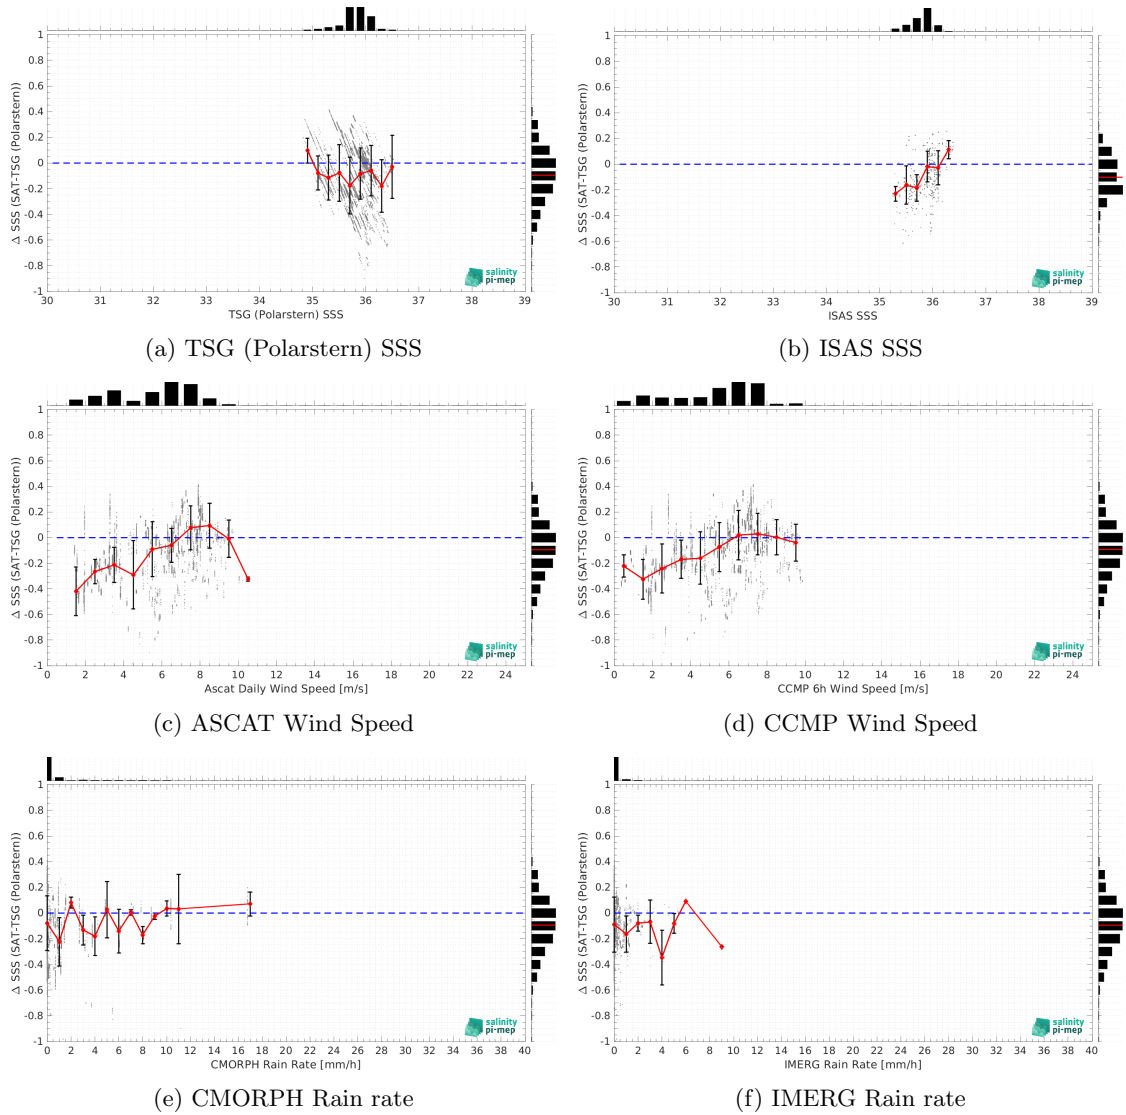 Δ SSS (SAT-TSG (Polarstern))
1
0.8
0.6
0.4
0.2
0
-0.2
-0.4
-0.6
-0.8
-1
30 31 32 33 34 35 36 37 38 39
TSG (Polarstern) SSS
salinity
pi-mep
(a) TSG (Polarstern) SSS
Δ SSS (SAT-TSG (Polarstern))
1
0.8
0.6
0.4
0.2
0
-0.2
-0.4
-0.6
-0.8
-1
30 31 32 33 34 35 36 37 38 39
ISAS SSS
salinity
pi-mep
(b) ISAS SSS
Δ SSS (SAT-TSG (Polarstern))
1
0.8
0.6
0.4
0.2
0
-0.2
-0.4
-0.6
-0.8
-1
0 2 4 6 8 10 12 14 16 18 20 22 24
Ascat Daily Wind Speed [m/s]
salinity
pi-mep
(c) ASCAT Wind Speed
Δ SSS (SAT-TSG (Polarstern))
1
0.8
0.6
0.4
0.2
0
-0.2
-0.4
-0.6
-0.8
-1
0 2 4 6 8 10 12 14 16 18 20 22 24
CCMP 6h Wind Speed [m/s]
salinity
pi-mep
(d) CCMP Wind Speed
Δ SSS (SAT-TSG (Polarstern))
1
0.8
0.6
0.4
0.2
0
-0.2
-0.4
-0.6
-0.8
-1
0 2 4 6 8 10 12 14 16 18 20 22 24 26 28 30 32 34 36 38 40
CMORPH Rain Rate [mm/h]
salinity
pi-mep
(e) CMORPH Rain rate
Δ SSS (SAT-TSG (Polarstern))
1
0.8
0.6
0.4
0.2
0
-0.2
-0.4
-0.6
-0.8
-1
0 2 4 6 8 10 12 14 16 18 20 22 24 26 28 30 32 34 36 38 40
IMERG Rain Rate [mm/h]
salinity
pi-mep
(f) IMERG Rain rate